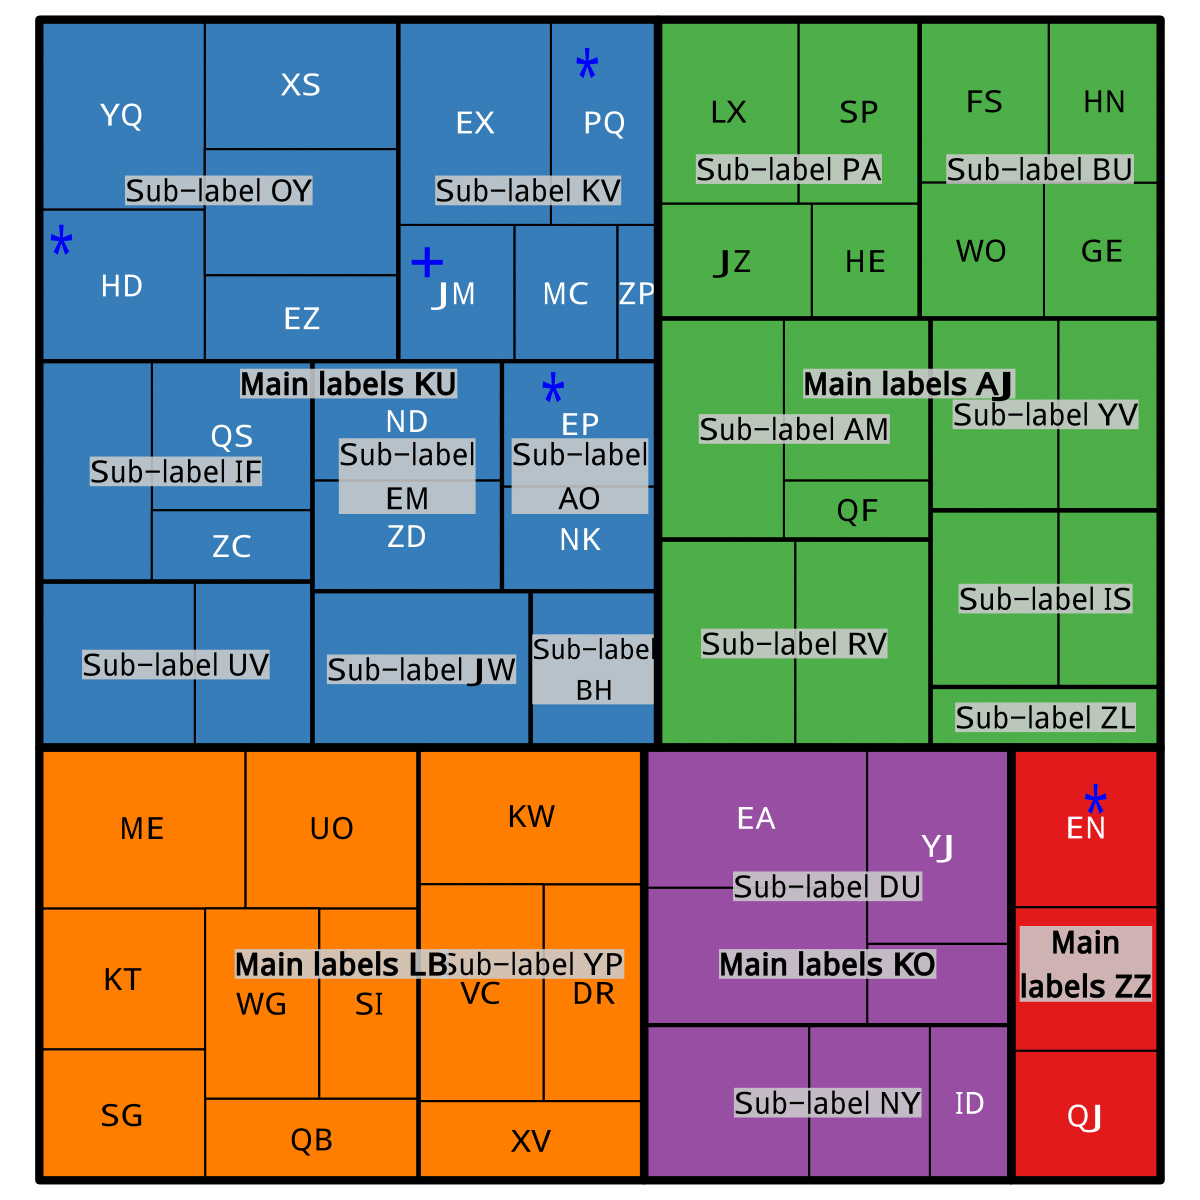 YQ
XS
Sub-label OY
* HD
EZ
EX
* PQ
Sub-label KV
+ JM
MC
ZP
Main labels KU
QS
Sub-label IF
ZC
ND
Sub-label
EM
ZD
* EP
Sub-label
AO
NK
Sub-label UV
Sub-label JW
Sub-label
BH
LX
SP
Sub-label PA
JZ
HE
FS
HN
Sub-label BU
WO
GE
Main labels AJ
Sub-label AM
QF
Sub-label YV
Sub-label IS
Sub-label RV
Sub-label ZL
ME
UO
KT
WG
SI
SG
QB
Main labels LB
KW
Sub-label YP
VC
DR
XV
EA
YJ
Sub-label DU
Main labels KO
Sub-label NY
ID
* EN
Main
labels ZZ
QJ